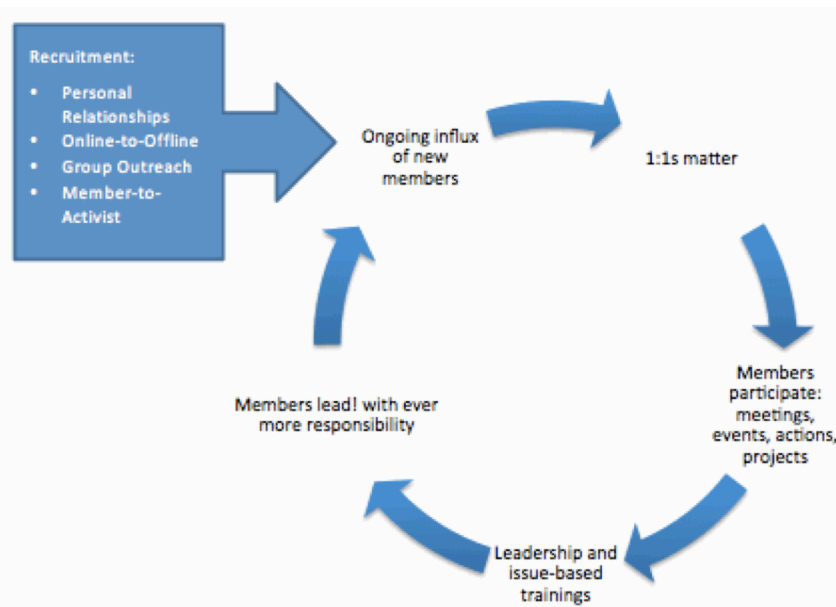 Recruitment:
• Personal
Relationships
• Online-to-Offline
• Group Outreach
• Member-to-
Activist
Ongoing influx
of new
members
1:1s matter
Members
participate:
meetings,
events, actions,
projects
Leadership and
issue-based
trainings
Members lead! with ever
more responsibility